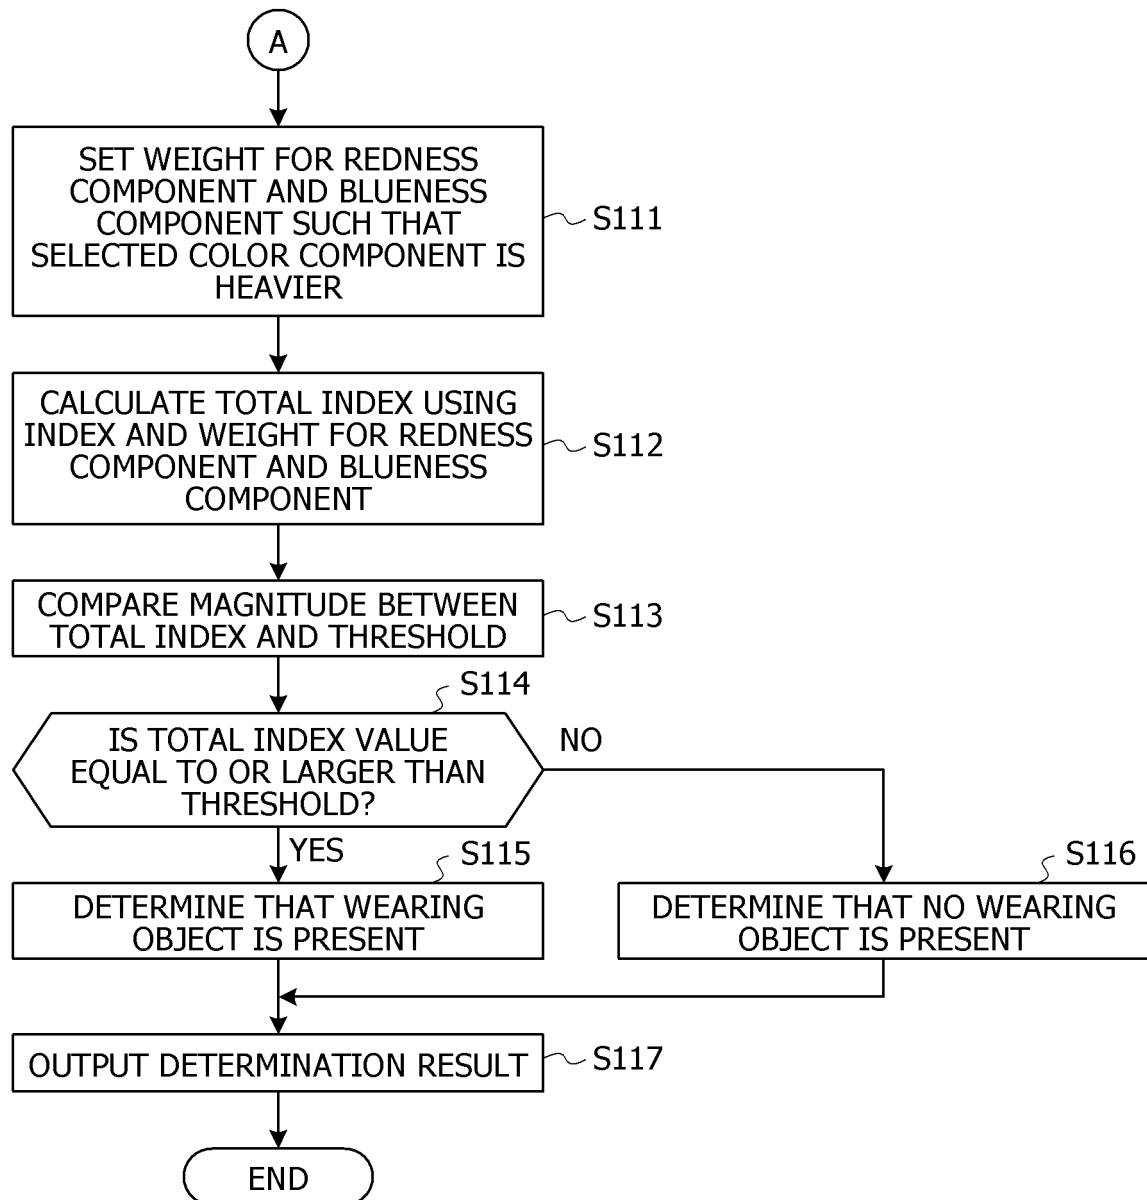 A
SET WEIGHT FOR REDNESS
COMPONENT AND BLUENESS
COMPONENT SUCH THAT
SELECTED COLOR COMPONENT IS
HEAVIER
S111
CALCULATE TOTAL INDEX USING
INDEX AND WEIGHT FOR REDNESS
COMPONENT AND BLUENESS
COMPONENT
S112
COMPARE MAGNITUDE BETWEEN
TOTAL INDEX AND THRESHOLD
S113
S114
IS TOTAL INDEX VALUE
EQUAL TO OR LARGER THAN
THRESHOLD?
NO
YES
S115
DETERMINE THAT WEARING
OBJECT IS PRESENT
S116
DETERMINE THAT NO WEARING
OBJECT IS PRESENT
OUTPUT DETERMINATION RESULT
S117
END